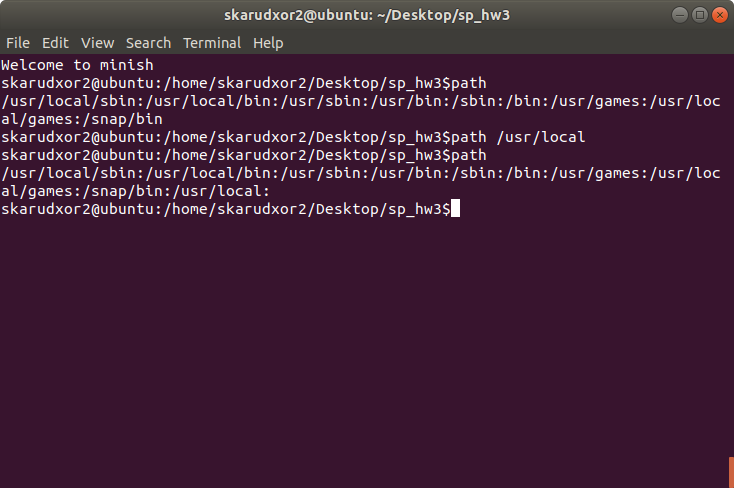 skarudxor2@ubuntu: ~/Desktop/sp_hw3
File Edit View Search Terminal Help
Welcome to minish
skarudxor2@ubuntu:/home/skarudxor2/Desktop/sp_hw3$path
/usr/local/sbin:/usr/local/bin:/usr/sbin:/usr/bin:/sbin:/bin:/usr/games:/usr/loc
al/games:/snap/bin
skarudxor2@ubuntu:/home/skarudxor2/Desktop/sp_hw3$path /usr/local
skarudxor2@ubuntu:/home/skarudxor2/Desktop/sp_hw3$path
/usr/local/sbin:/usr/local/bin:/usr/sbin:/usr/bin:/sbin:/bin:/usr/games:/usr/loc
al/games:/snap/bin:/usr/local:
skarudxor2@ubuntu:/home/skarudxor2/Desktop/sp_hw3$